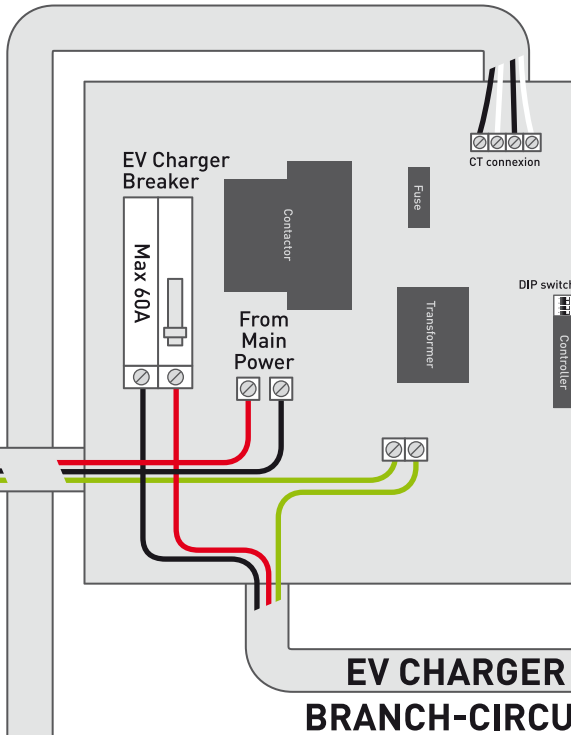 CT connexion
EV Charger
Breaker
Max 60A
Contactor
Fuse
From
Main
Power
Transformer
DIP switch
Controller
EV CHARGER
BRANCH-CIRCU